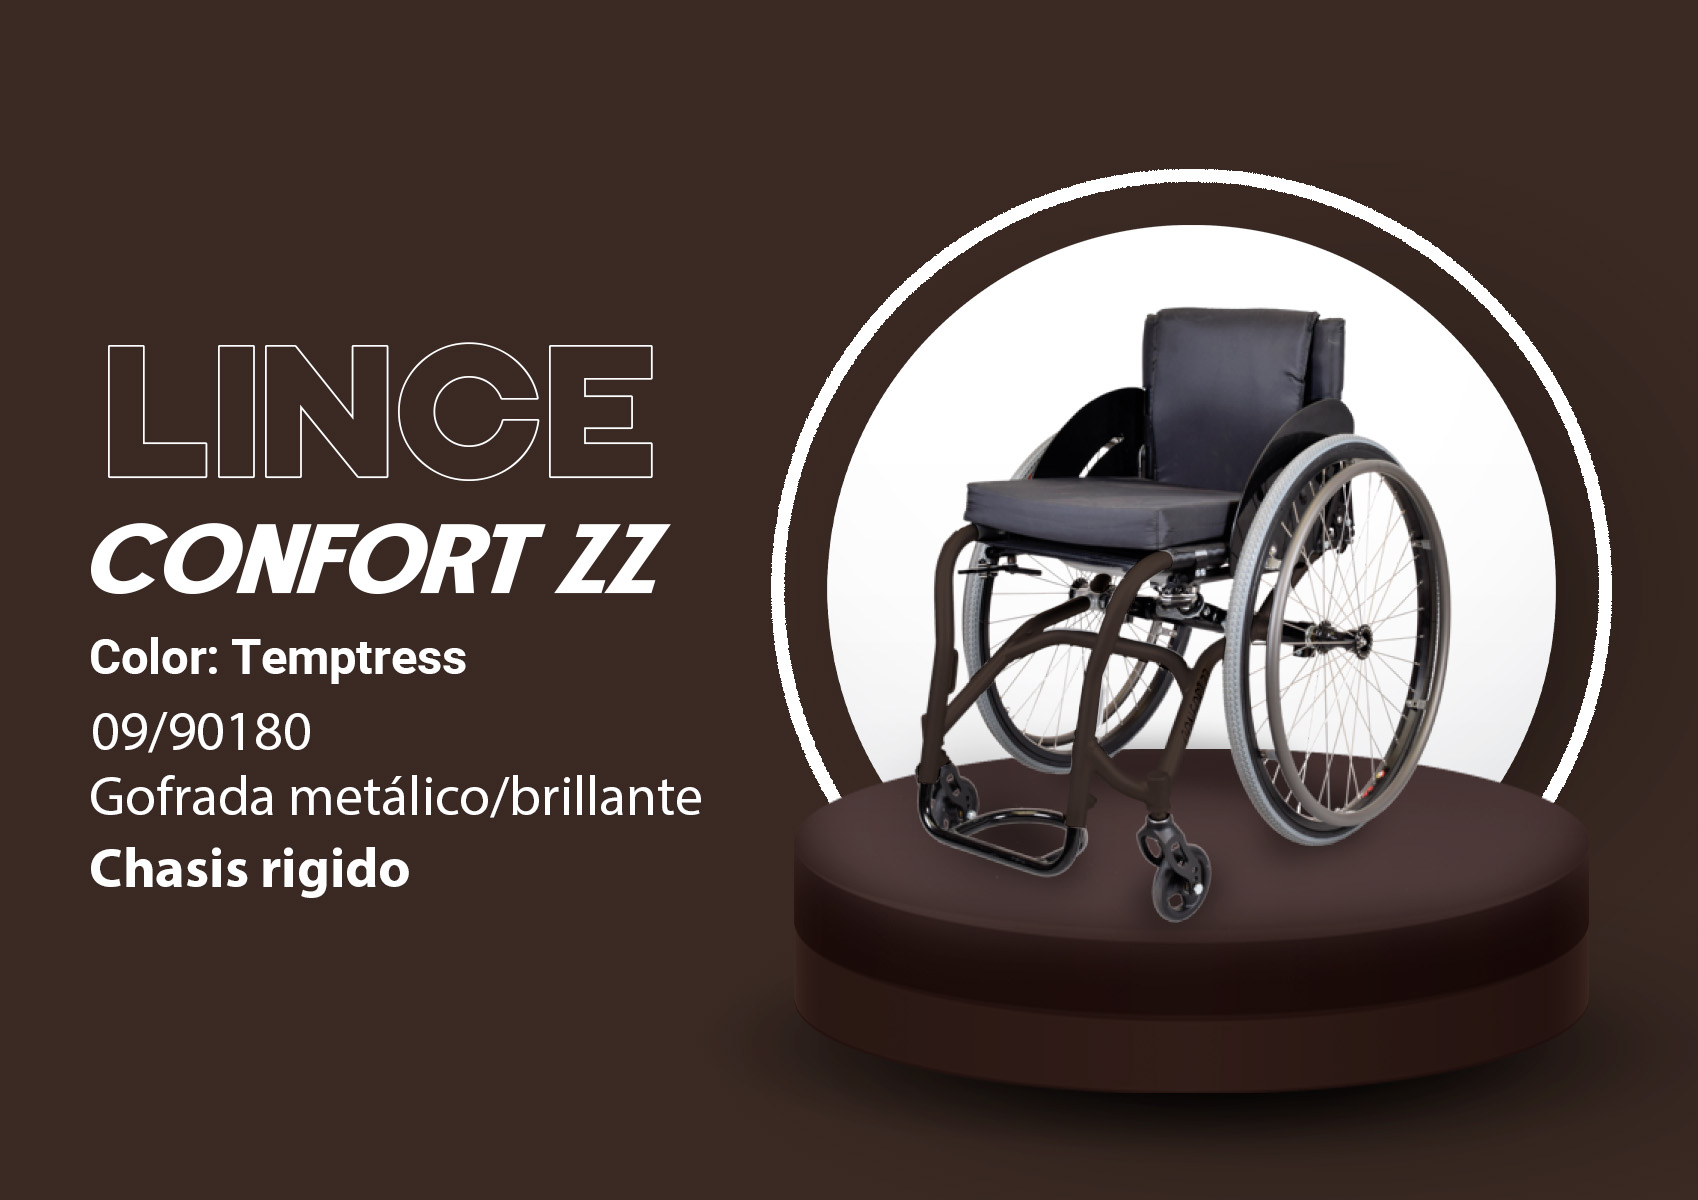 LINCE
CONFORT ZZ
Color: Temptress
09/90180
Gofrada metálico/brillante
Chasis rigido